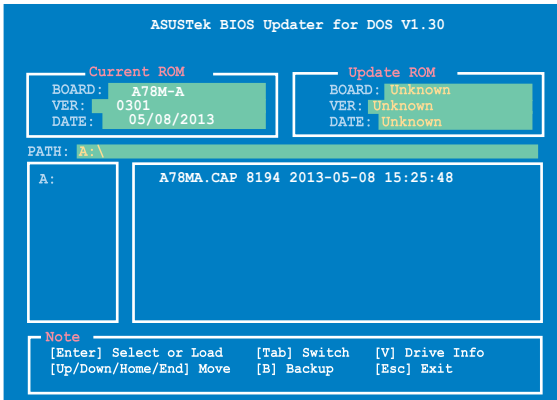 ASUSTek BIOS Updater for DOS V1.30
Current ROM
BOARD: A78M-A
VER: 0301
DATE: 05/08/2013
Update ROM
BOARD: Unknown
VER: Unknown
DATE: Unknown
PATH: A:\
A:
A78MA.CAP 8194 2013-05-08 15:25:48
Note
[Enter] Select or Load [Tab] Switch [V] Drive Info
[Up/Down/Home/End] Move [B] Backup [Esc] Exit